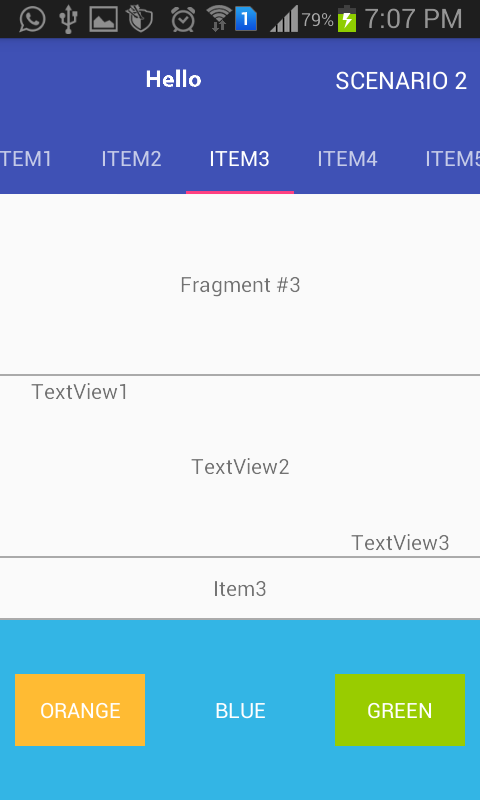 1 79% 7:07 PM
Hello SCENARIO 2
TEM1 ITEM2 ITEM3 ITEM4 ITEM5
Fragment #3
TextView1
TextView2
TextView3
Item3
ORANGE BLUE GREEN